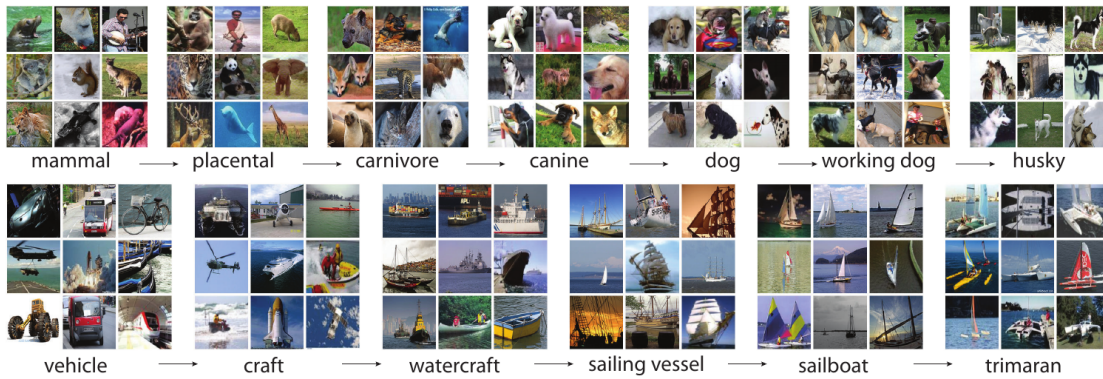 mammal placental carnivore canine dog working dog husky
vehicle craft watercraft sailing vessel sailboat trimaran